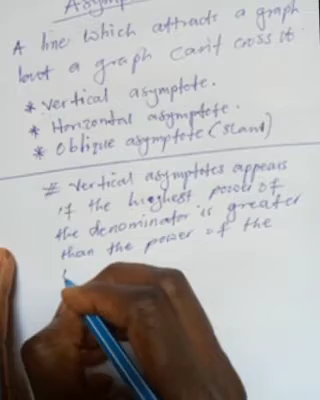 Asymp
A line which attracts a graph
but a graph can't cross it.
* Vertical asymptote.
* Horizontal asymptote.
* Oblique asymptote (slant)
# Vertical asymptotes appears
if the highest power of
the denominator is greater
than the power of the